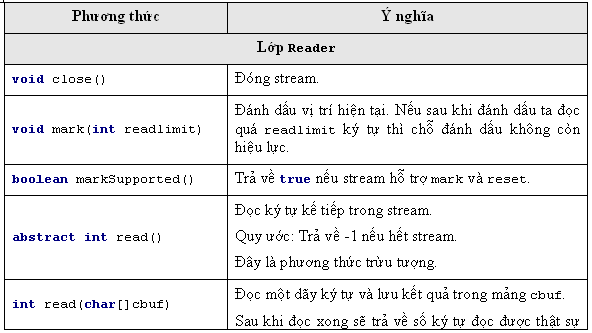 Phương thức Ý nghĩa
Lớp Reader
void close() Đóng stream.
Đánh dấu vị trí hiện tại. Nếu sau khi đánh dấu ta đọc
void mark(int readlimit) quá readlimit ký tự thì chỗ đánh dấu không còn
hiệu lực.
boolean markSupported() Trả về true nếu stream hỗ trợ mark và reset.
Đọc ký tự kế tiếp trong stream.
abstract int read() Quy ước: Trả về -1 nếu hết stream.
Đây là phương thức trừu tượng.
int read(char[]cbuf) Đọc một dãy ký tự và lưu kết quả trong mảng cbuf.
Sau khi đọc xong sẽ trả về số ký tự đọc được thật sự